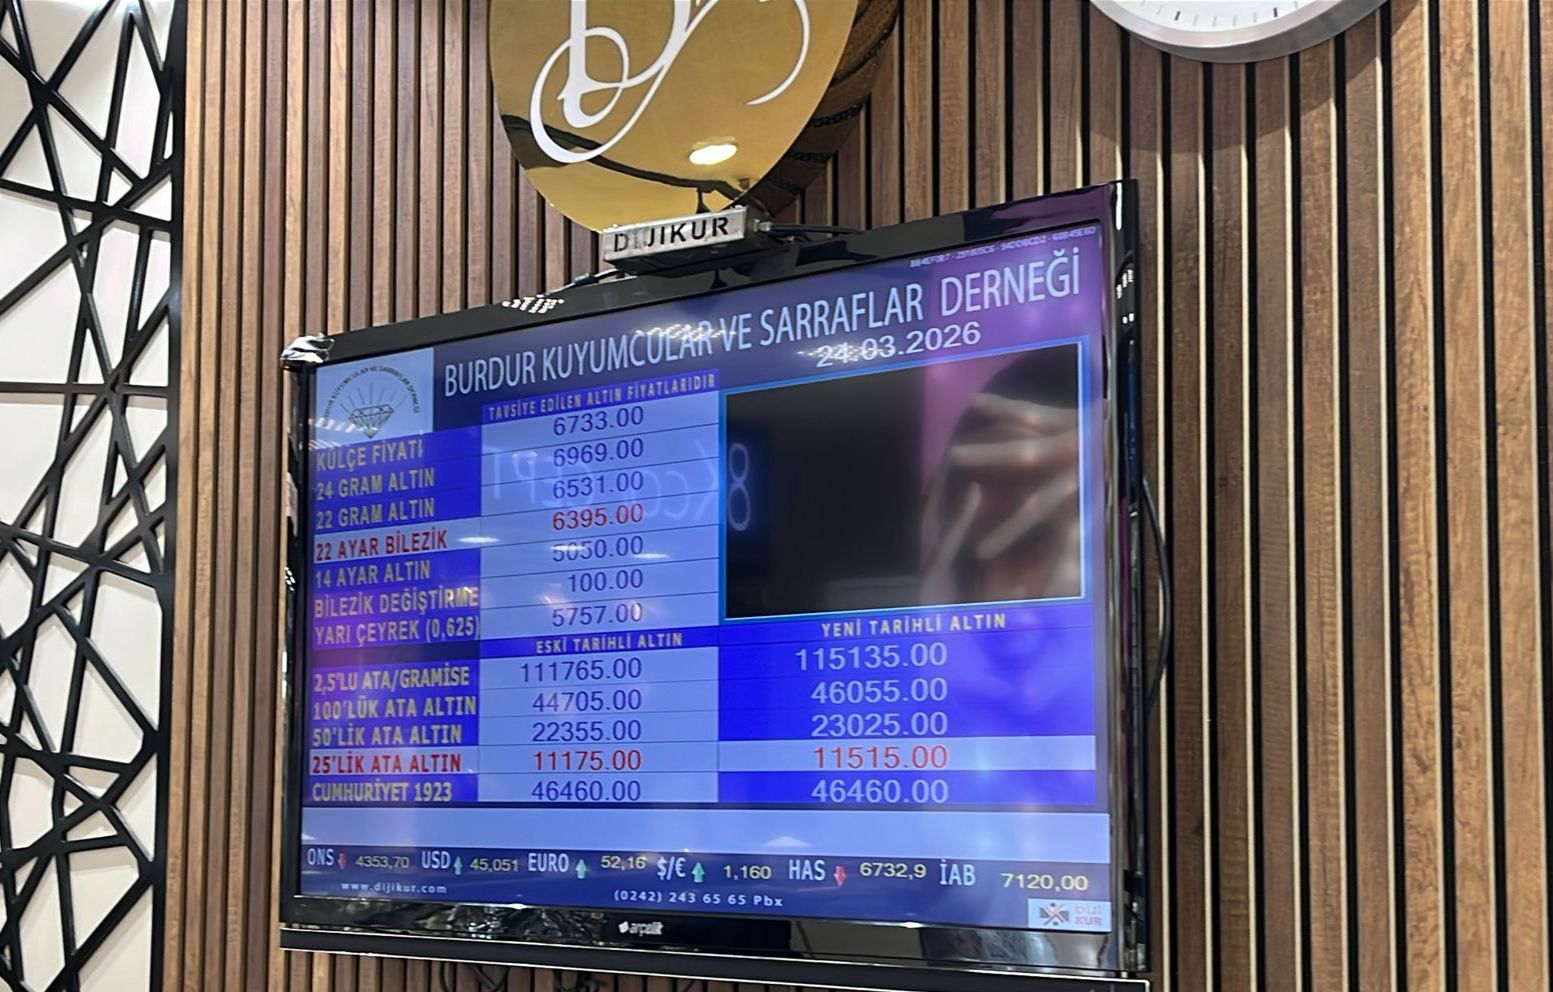 DİJİKUR
BURDUR KUYUMCULAR VE SARRAFLAR DERNEĞİ
24.03.2026
TAVSİYE EDİLEN ALTIN FİYATLARIDIR
KÜLÇE FİYATI 6733.00
24 GRAM ALTIN 6969.00
22 GRAM ALTIN 6531.00
22 AYAR BİLEZİK 6395.00
14 AYAR ALTIN 5050.00
BİLEZİK DEĞİŞTİRME 100.00
YARI ÇEYREK (0,625) 5757.00
ESKİ TARİHLİ ALTIN YENİ TARİHLİ ALTIN
2,5'LU ATA/GRAMİSE 111765.00 115135.00
100'LÜK ATA ALTIN 44705.00 46055.00
50'LİK ATA ALTIN 22355.00 23025.00
25'LİK ATA ALTIN 11175.00 11515.00
CUMHURİYET 1923 46460.00 46460.00
ONS 4353,70 USD 45,051 EURO 52,16 $/€ 1,160 HAS 6732,9 İAB 7120,00
www.dijikur.com (0242) 243 65 65 Pbx
DİJİ
KUR
arçelik